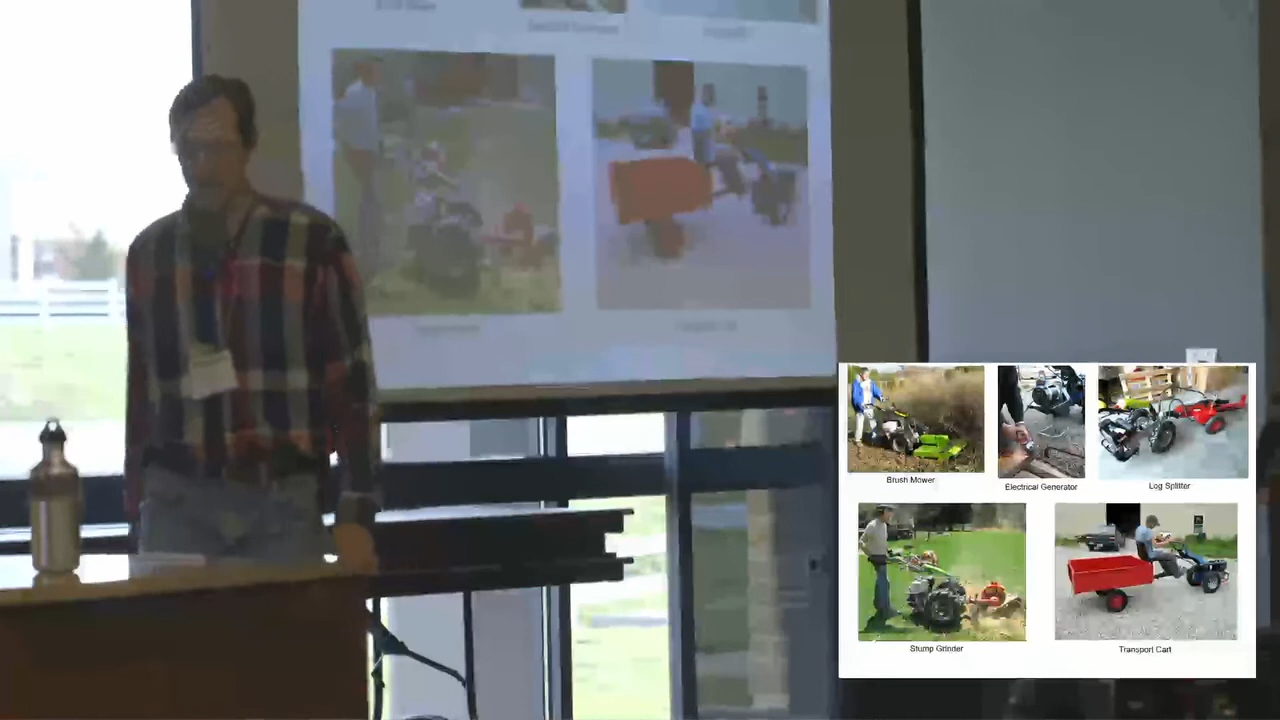 Brush Mower
Electrical Generator
Log Splitter
Stump Grinder
Transport Cart